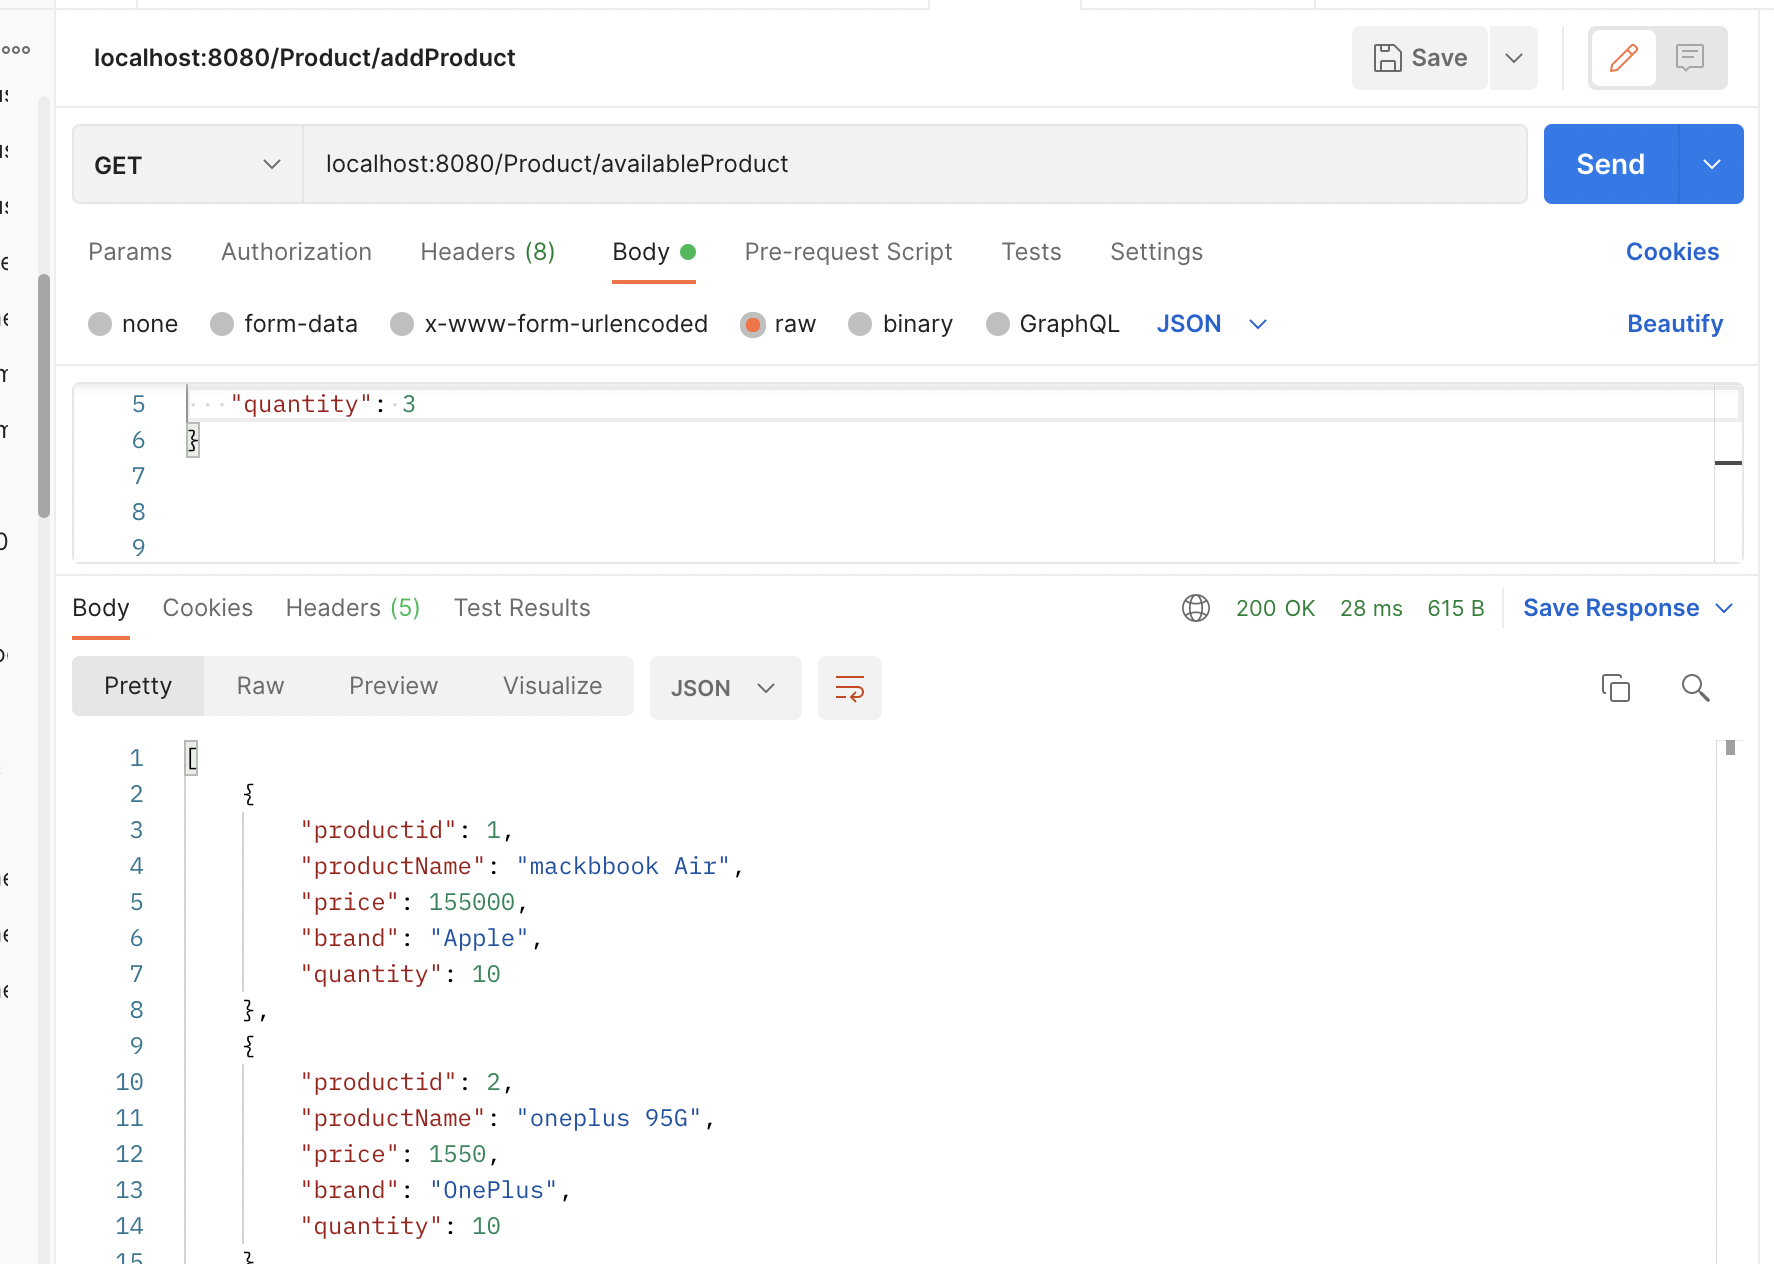 localhost:8080/Product/addProduct
Save
GET
localhost:8080/Product/availableProduct
Send
Params Authorization Headers (8) Body Pre-request Script Tests Settings Cookies
none form-data x-www-form-urlencoded raw binary GraphQL JSON Beautify
5 "quantity": 3
6 }
7
8
9
Body Cookies Headers (5) Test Results 200 OK 28 ms 615 B Save Response
Pretty Raw Preview Visualize JSON
1 [
2 {
3 "productid": 1,
4 "productName": "mackbbook Air",
5 "price": 155000,
6 "brand": "Apple",
7 "quantity": 10
8 },
9 {
10 "productid": 2,
11 "productName": "oneplus 95G",
12 "price": 1550,
13 "brand": "OnePlus",
14 "quantity": 10
15 }